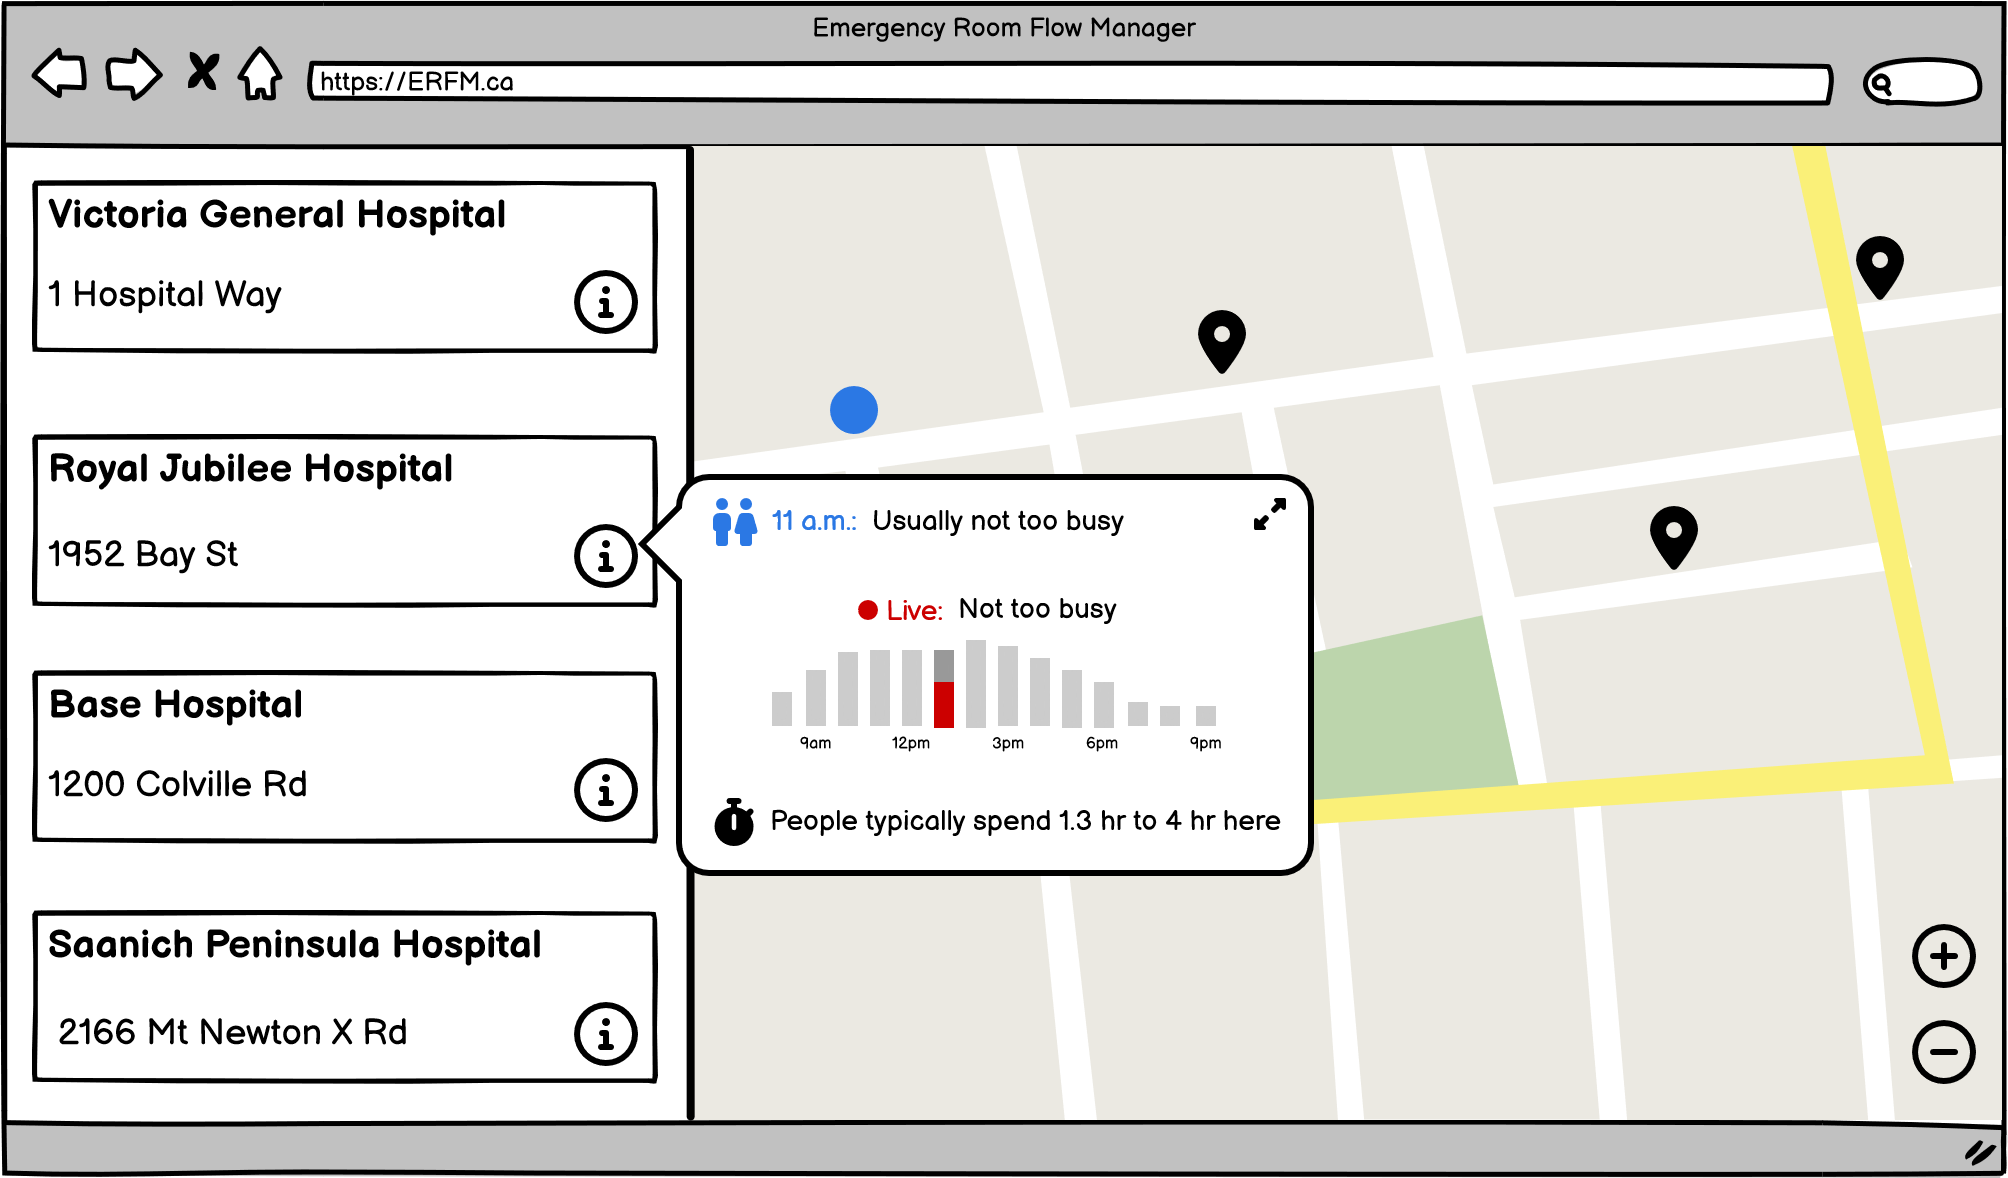 Emergency Room Flow Manager
https://ERFM.ca
Victoria General Hospital
1 Hospital Way
Royal Jubilee Hospital
1952 Bay St
Base Hospital
1200 Colville Rd
Saanich Peninsula Hospital
2166 Mt Newton X Rd
11 a.m.: Usually not too busy
Live: Not too busy
9am 12pm 3pm 6pm 9pm
People typically spend 1.3 hr to 4 hr here